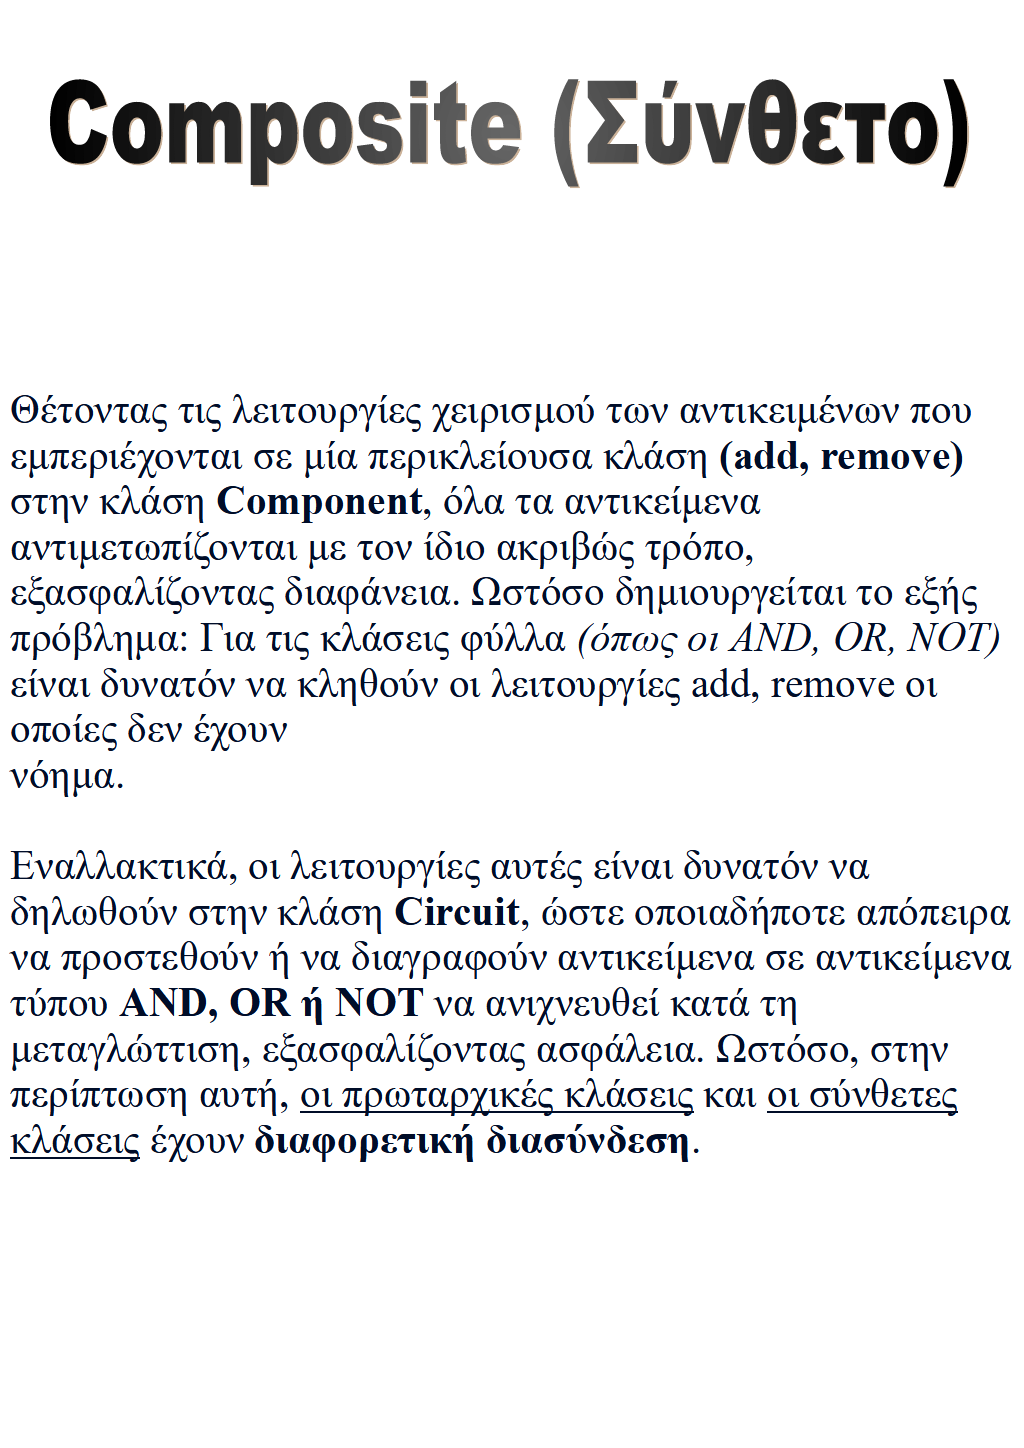 Composite (Σύνθετο)
Θέτοντας τις λειτουργίες χειρισμού των αντικειμένων που
εμπεριέχονται σε μία περικλείουσα κλάση (add, remove)
στην κλάση Component, όλα τα αντικείμενα
αντιμετωπίζονται με τον ίδιο ακριβώς τρόπο,
εξασφαλίζοντας διαφάνεια. Ωστόσο δημιουργείται το εξής
πρόβλημα: Για τις κλάσεις φύλλα (όπως οι AND, OR, NOT)
είναι δυνατόν να κληθούν οι λειτουργίες add, remove οι
οποίες δεν έχουν
νόημα.
Εναλλακτικά, οι λειτουργίες αυτές είναι δυνατόν να
δηλωθούν στην κλάση Circuit, ώστε οποιαδήποτε απόπειρα
να προστεθούν ή να διαγραφούν αντικείμενα σε αντικείμενα
τύπου AND, OR ή NOT να ανιχνευθεί κατά τη
μεταγλώττιση, εξασφαλίζοντας ασφάλεια. Ωστόσο, στην
περίπτωση αυτή, οι πρωταρχικές κλάσεις και οι σύνθετες
κλάσεις έχουν διαφορετική διασύνδεση.